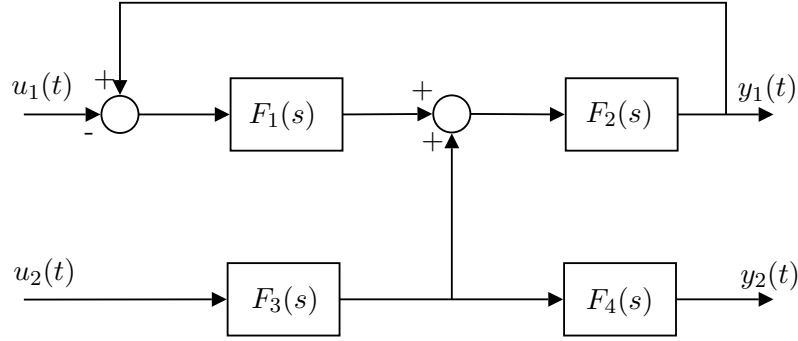 u₁(t)
+
-
F₁(s)
+
+
F₂(s)
y₁(t)
u₂(t)
F₃(s)
F₄(s)
y₂(t)